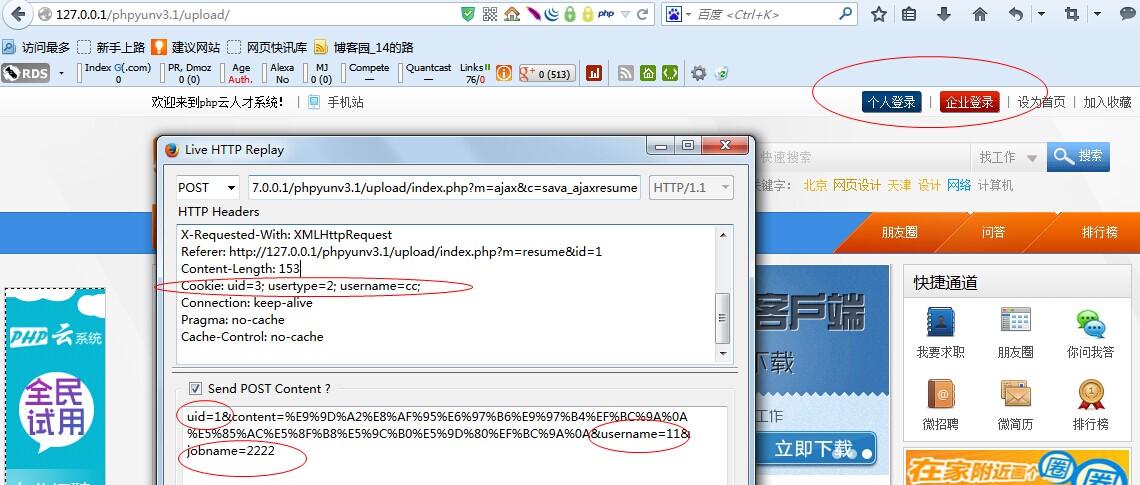 127.0.0.1/phpyunv3.1/upload/
php
百度 <Ctrl+K>
访问最多 新手上路 建议网站 网页快讯库 博客园_14的路
RDS Index G(.com) 0 PR, Dmoz 0 (0) Age Auth. Alexa No MJ 0 (0) Compete — Quantcast — Links 76/0 g+ 0 (513)
欢迎来到php云人才系统! | 手机站
个人登录 | 企业登录 | 设为首页 | 加入收藏
Live HTTP Replay
POST 7.0.0.1/phpyunv3.1/upload/index.php?m=ajax&c=sava_ajaxresume HTTP/1.1
快速搜索 找工作 搜索
键字: 北京 网页设计 天津 设计 网络 计算机
HTTP Headers
X-Requested-With: XMLHttpRequest
Referer: http://127.0.0.1/phpyunv3.1/upload/index.php?m=resume&id=1
Content-Length: 153
Cookie: uid=3; usertype=2; username=cc;
Connection: keep-alive
Pragma: no-cache
Cache-Control: no-cache
朋友圈 问答 排行榜
Send POST Content ?
uid=1&content=%E9%9D%A2%E8%AF%95%E6%97%B6%E9%97%B4%EF%BC%9A%0A
%E5%85%AC%E5%8F%B8%E5%9C%B0%E5%9D%80%EF%BC%9A%0A&username=11&
jobname=2222
PHP云系统
全民
试用
客户端
下载
工作
立即下载
快捷通道
我要求职 朋友圈 你问我答
微招聘 微简历 排行榜
在家附近画个圈圈